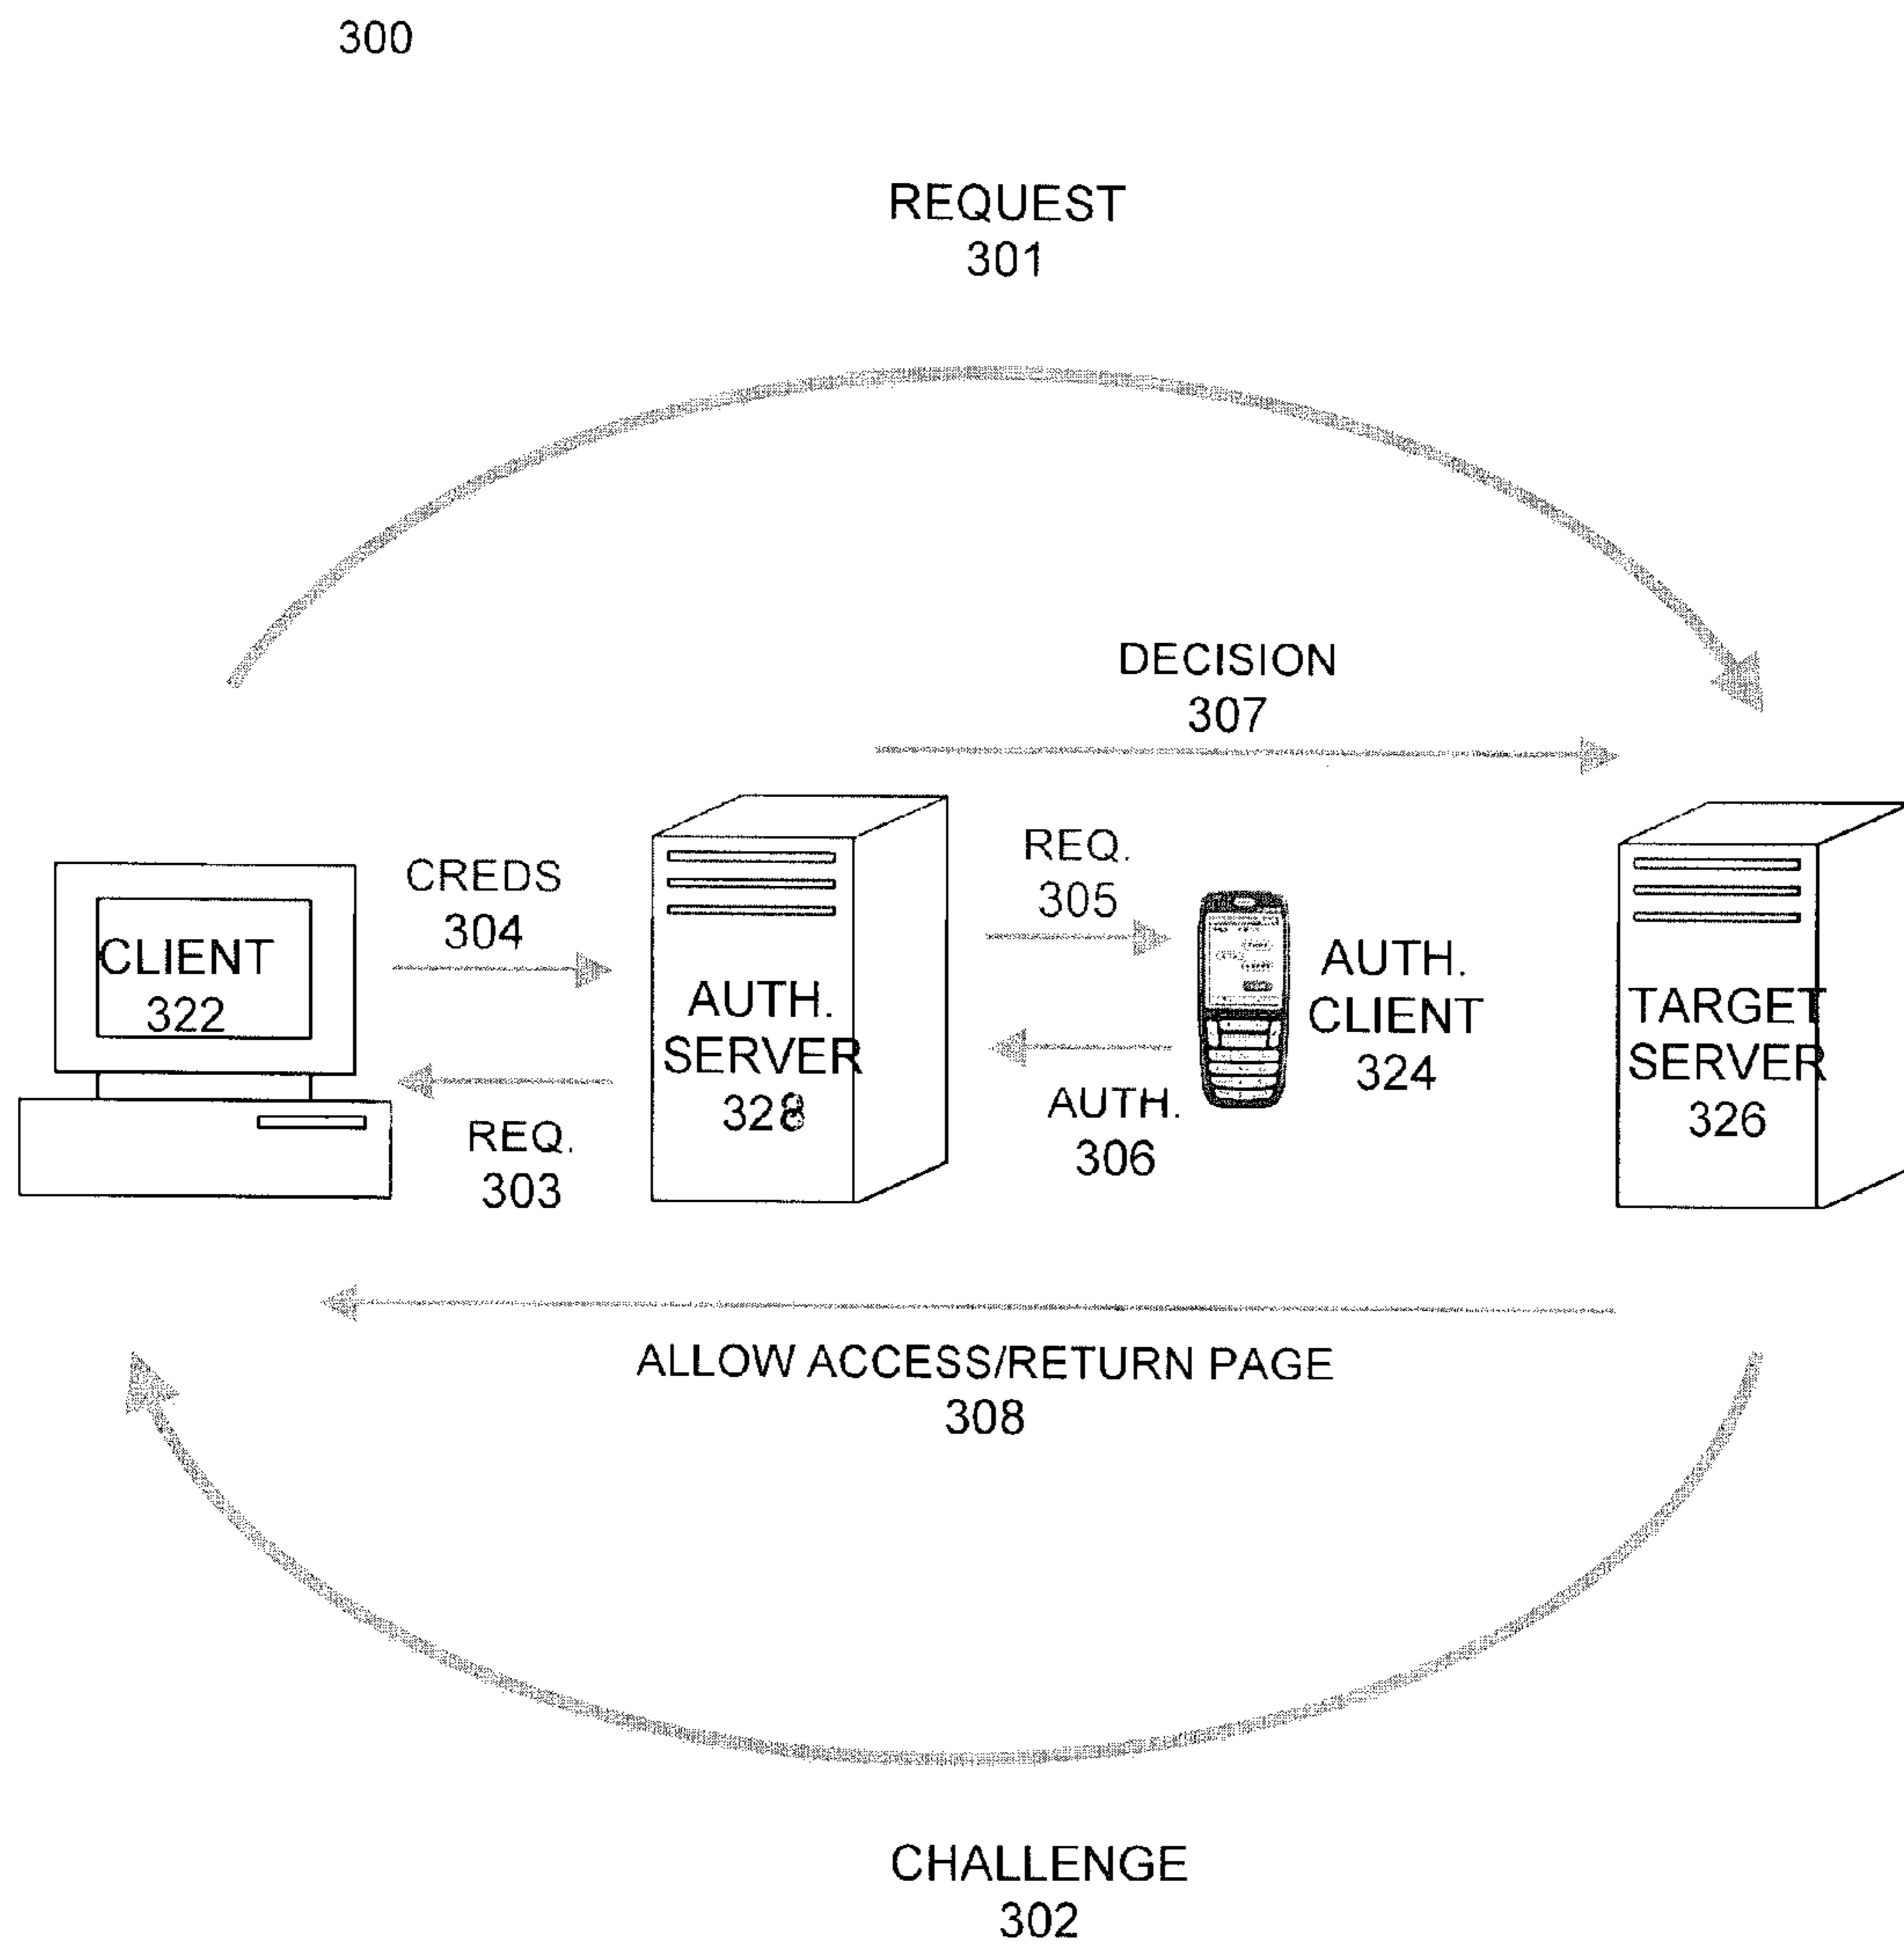 300
REQUEST
301
DECISION
307
CREDS
304
REQ.
305
CLIENT
322
AUTH.
SERVER
328
AUTH.
CLIENT
324
TARGET
SERVER
326
REQ.
303
AUTH.
306
ALLOW ACCESS/RETURN PAGE
308
CHALLENGE
302